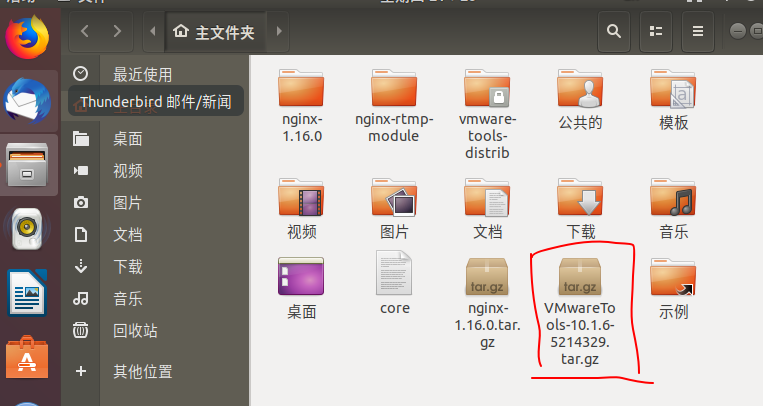 主文件夹
最近使用
Thunderbird 邮件/新闻
桌面
视频
图片
文档
下载
音乐
回收站
其他位置
nginx-
1.16.0
nginx-rtmp-
module
vmware-
tools-
distrib
公共的
模板
视频
图片
文档
下载
音乐
桌面
core
tar.gz
nginx-
1.16.0.tar.
gz
tar.gz
VMwareTo
ols-10.1.6-
5214329.
tar.gz
示例